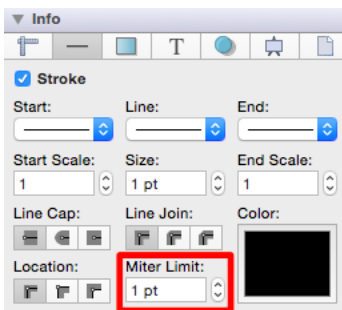 Info
T
Stroke
Start: Line: End:
Start Scale: Size: End Scale:
1 1 pt 1
Line Cap: Line Join: Color:
Location: Miter Limit:
1 pt